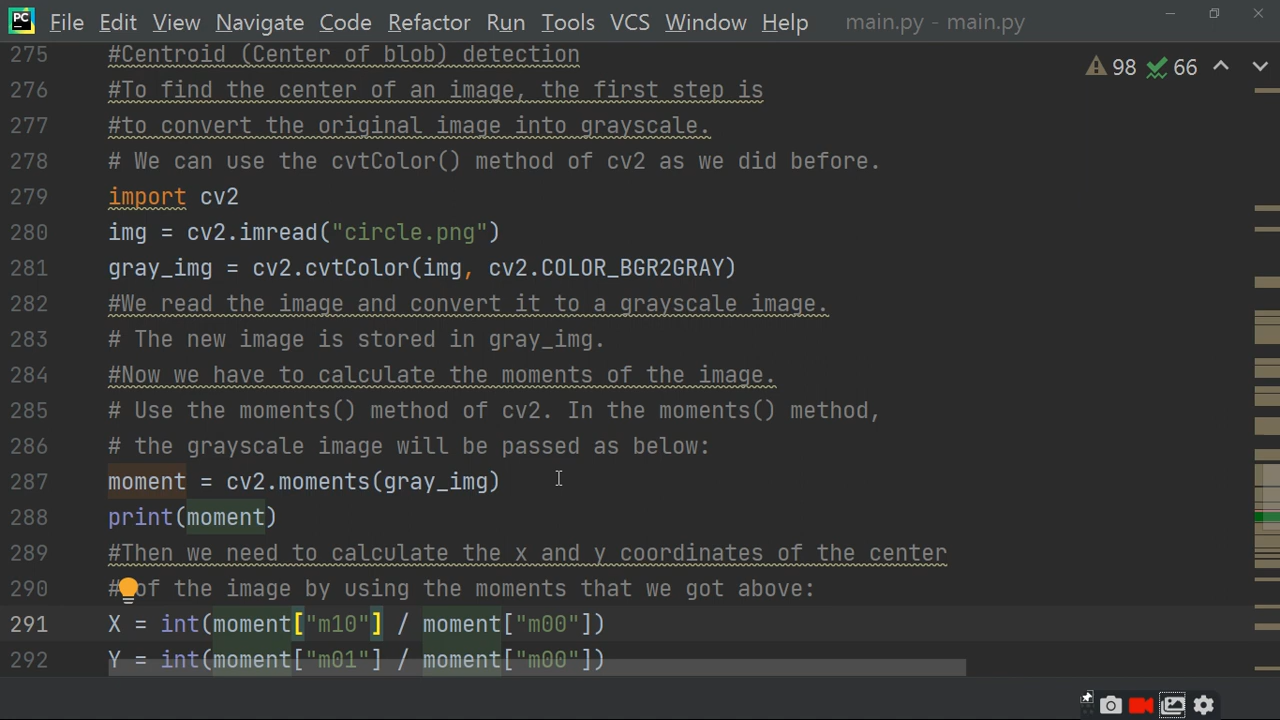 PC File Edit View Navigate Code Refactor Run Tools VCS Window Help main.py - main.py
98 66
275 #Centroid (Center of blob) detection
276 #To find the center of an image, the first step is
277 #to convert the original image into grayscale.
278 # We can use the cvtColor() method of cv2 as we did before.
279 import cv2
280 img = cv2.imread("circle.png")
281 gray_img = cv2.cvtColor(img, cv2.COLOR_BGR2GRAY)
282 #We read the image and convert it to a grayscale image.
283 # The new image is stored in gray_img.
284 #Now we have to calculate the moments of the image.
285 # Use the moments() method of cv2. In the moments() method,
286 # the grayscale image will be passed as below:
287 moment = cv2.moments(gray_img)
288 print(moment)
289 #Then we need to calculate the x and y coordinates of the center
290 # of the image by using the moments that we got above:
291 X = int(moment["m10"] / moment["m00"])
292 Y = int(moment["m01"] / moment["m00"])